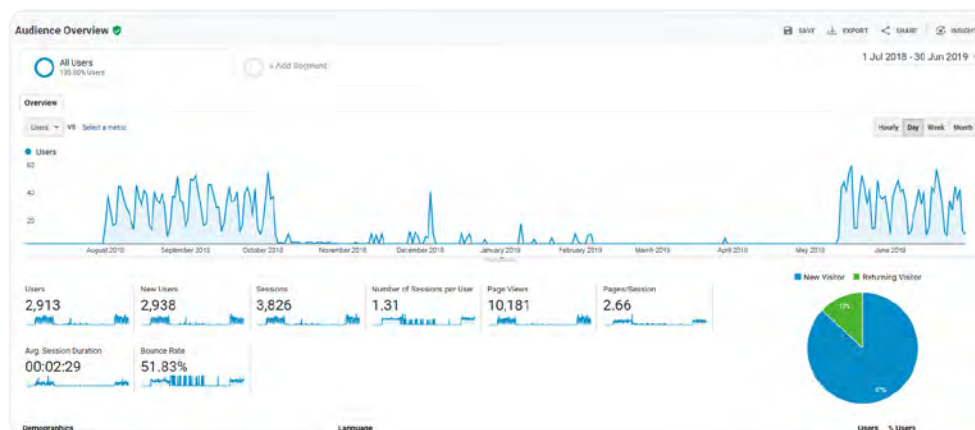 Audience Overview
SAVE EXPORT SHARE INSIGHT
1 Jul 2018 - 30 Jun 2019
All Users
100.00% Users
+ Add Segment
Overview
Users VS Select a metric
Hourly Day Week Month
Users
60
40
20
August 2018 September 2018 October 2018 November 2018 December 2018 January 2019 February 2019 March 2019 April 2019 May 2019 June 2019
New Visitor Returning Visitor
Users New Users Sessions Number of Sessions per User Page Views Pages/Session
2,913 2,938 3,826 1.31 10,181 2.66
13%
87%
Avg. Session Duration Bounce Rate
00:02:29 51.83%
Demographics Language Users % Users